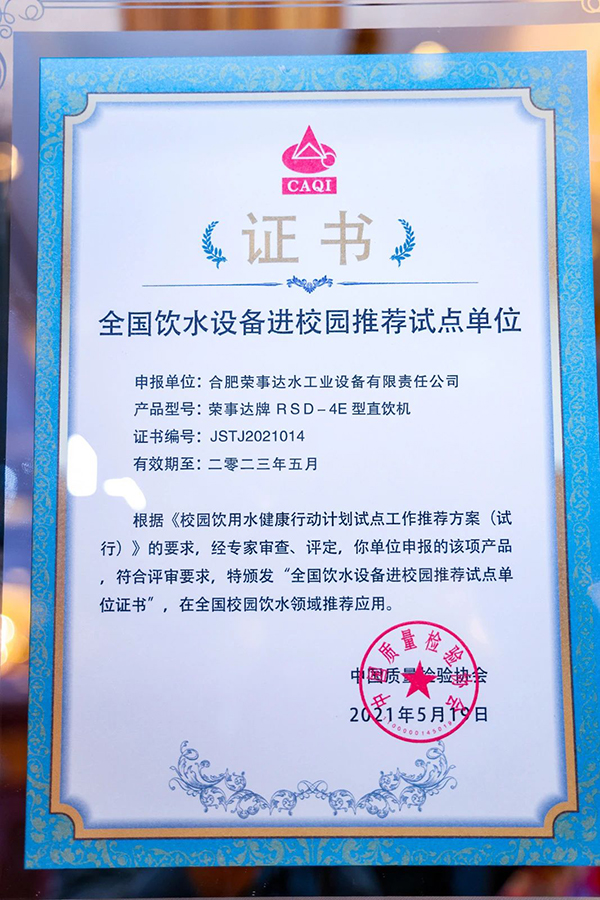 CAQI
证书
全国饮水设备进校园推荐试点单位
申报单位：合肥荣事达水工业设备有限责任公司
产品型号：荣事达牌 RSD-4E 型直饮机
证书编号：JSTJ2021014
有效期至：二零二三年五月
根据《校园饮用水健康行动计划试点工作推荐方案（试
行）》的要求，经专家审查、评定，你单位申报的该项产品
，符合评审要求，特颁发“全国饮水设备进校园推荐试点单
位证书”，在全国校园饮水领域推荐应用。
中国质量检验协会
中国质量检验协会
2021年5月19日